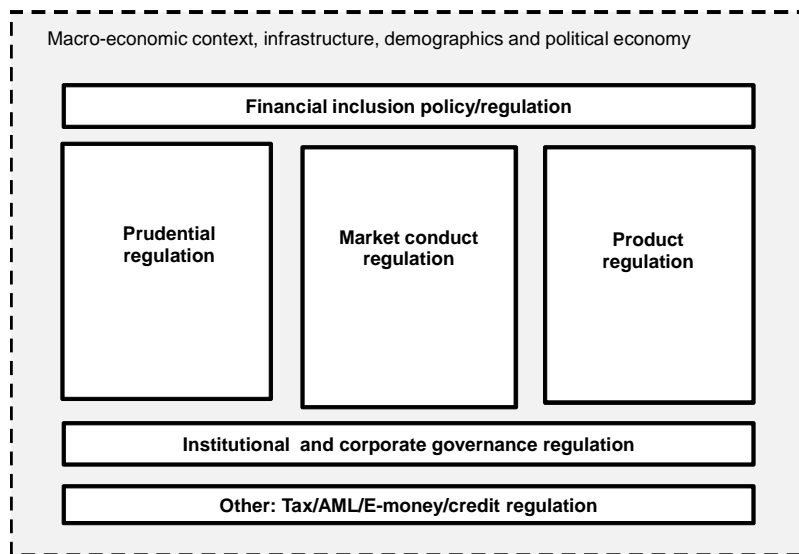 Macro-economic context, infrastructure, demographics and political economy
Financial inclusion policy/regulation
Prudential
regulation
Market conduct
regulation
Product
regulation
Institutional and corporate governance regulation
Other: Tax/AML/E-money/credit regulation